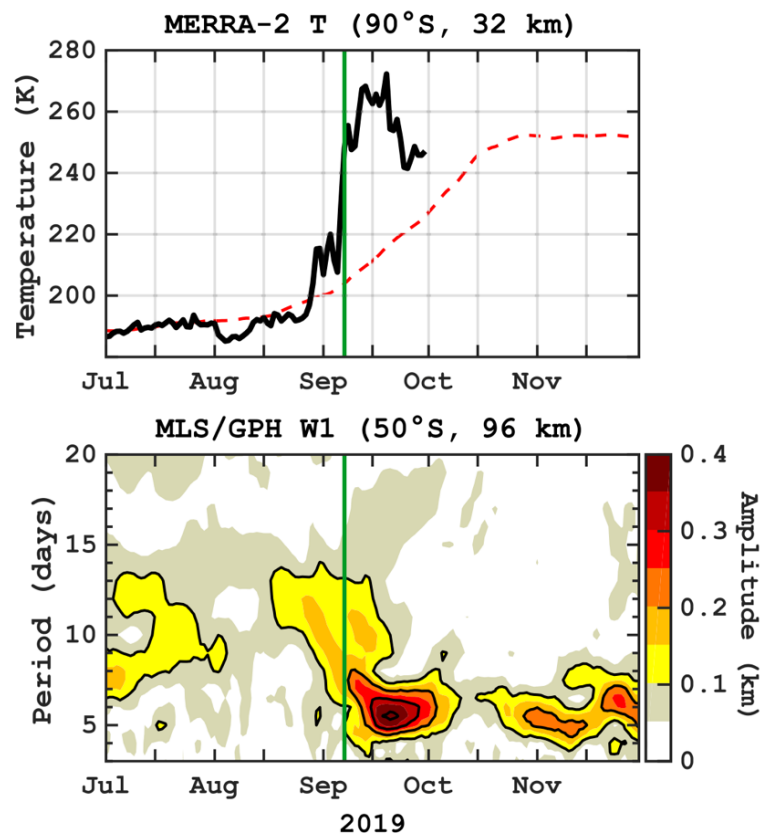 MERRA-2 T (90°S, 32 km)
280
260
240
220
200
Temperature (K)
Jul Aug Sep Oct Nov
MLS/GPH W1 (50°S, 96 km)
20
15
10
5
Period (days)
0.4
0.3
0.2
0.1
0
Amplitude (km)
Jul Aug Sep Oct Nov
2019